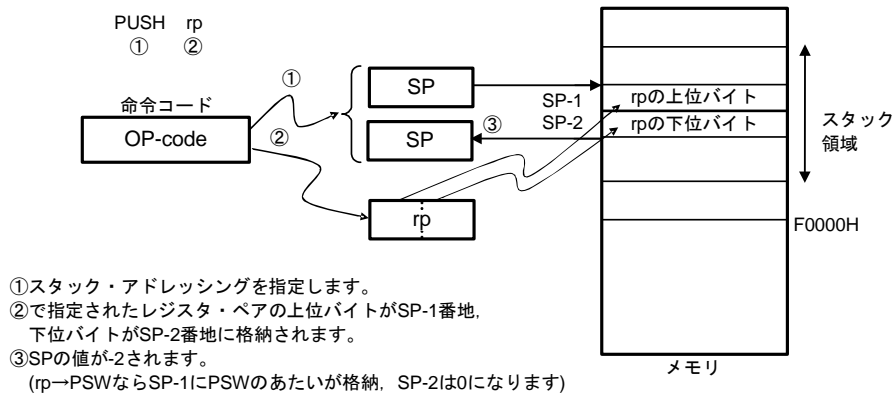 PUSH rp
① ②
①
命令コード
OP-code
②
SP
SP
③
SP-1
SP-2
rp
rpの上位バイト
rpの下位バイト
スタック
領域
F0000H
メモリ
①スタック・アドレッシングを指定します。
②で指定されたレジスタ・ペアの上位バイトがSP-1番地,
下位バイトがSP-2番地に格納されます。
③SPの値が-2されます。
(rp→PSWならSP-1にPSWのあたいが格納, SP-2は0になります)